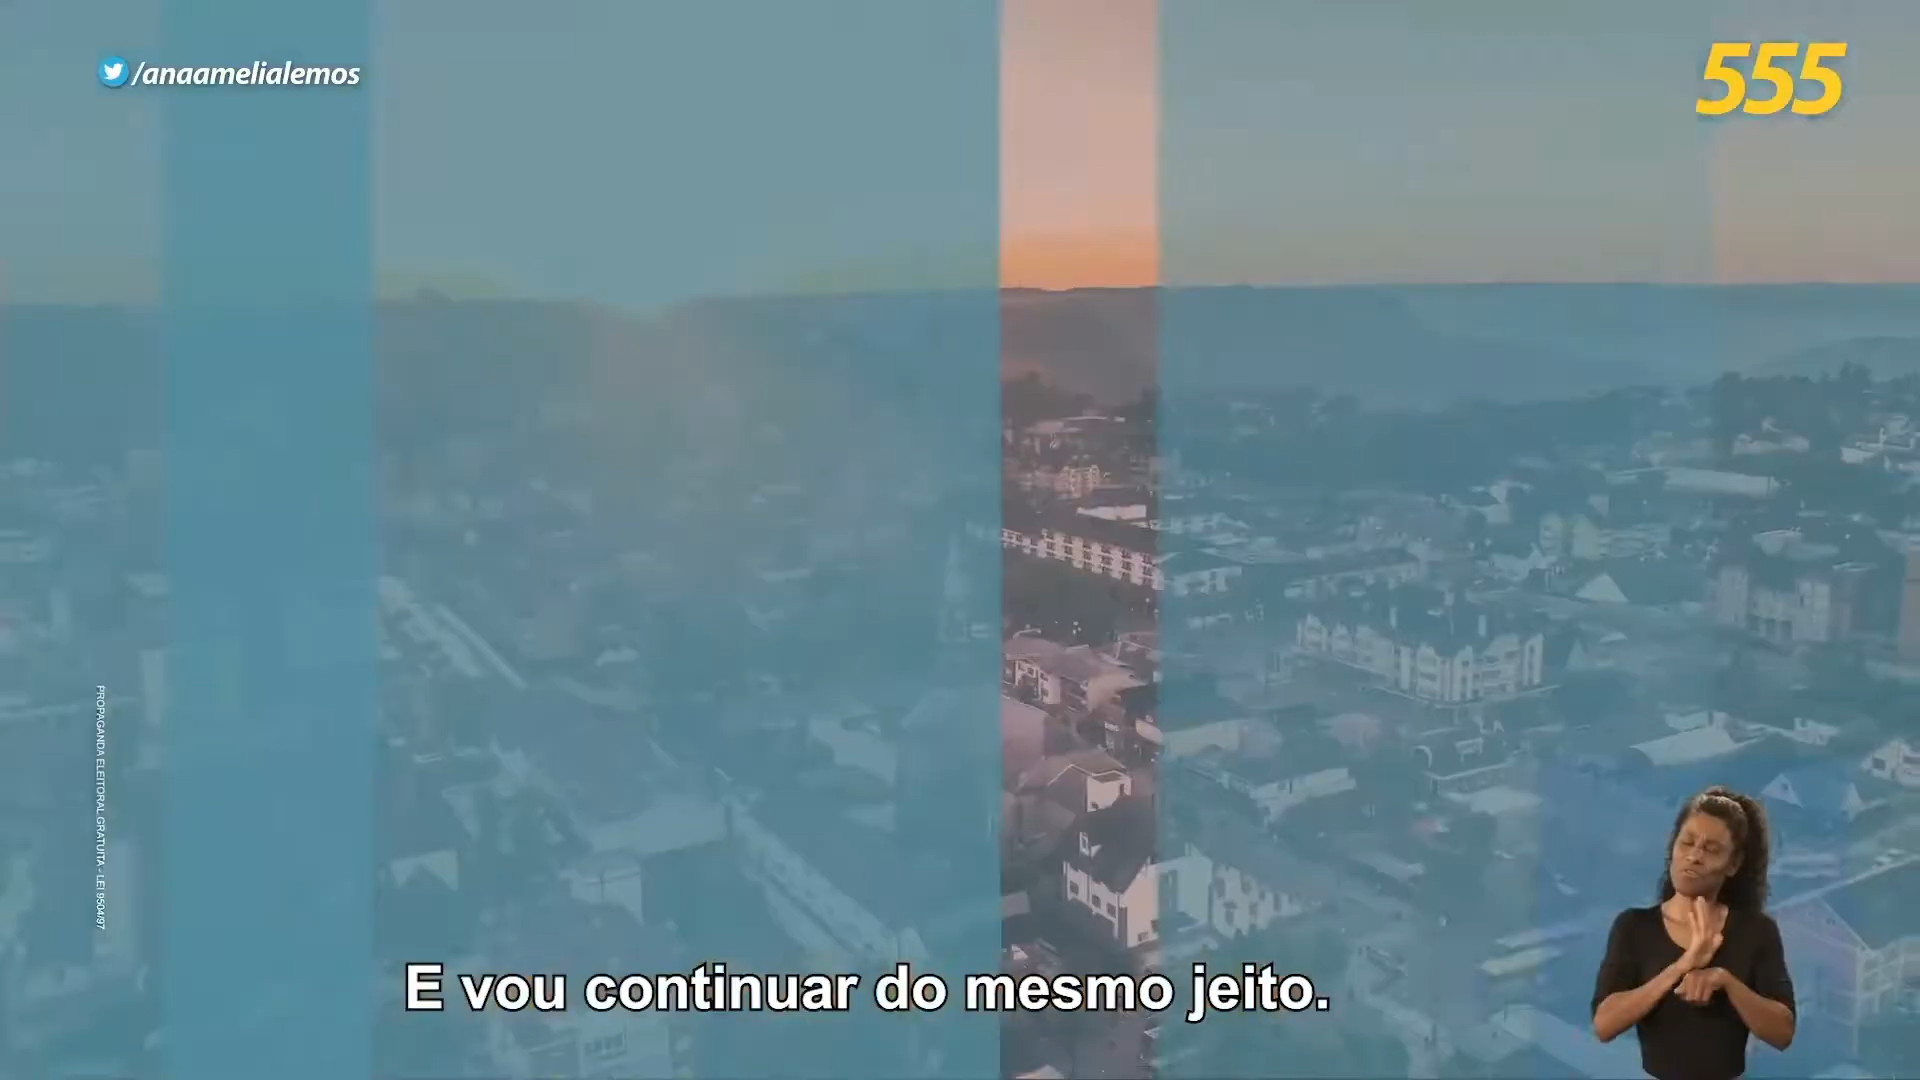 /anaamelialemos
555
PROPAGANDA ELEITORAL GRATUITA - LEI 9504/97
E vou continuar do mesmo jeito.